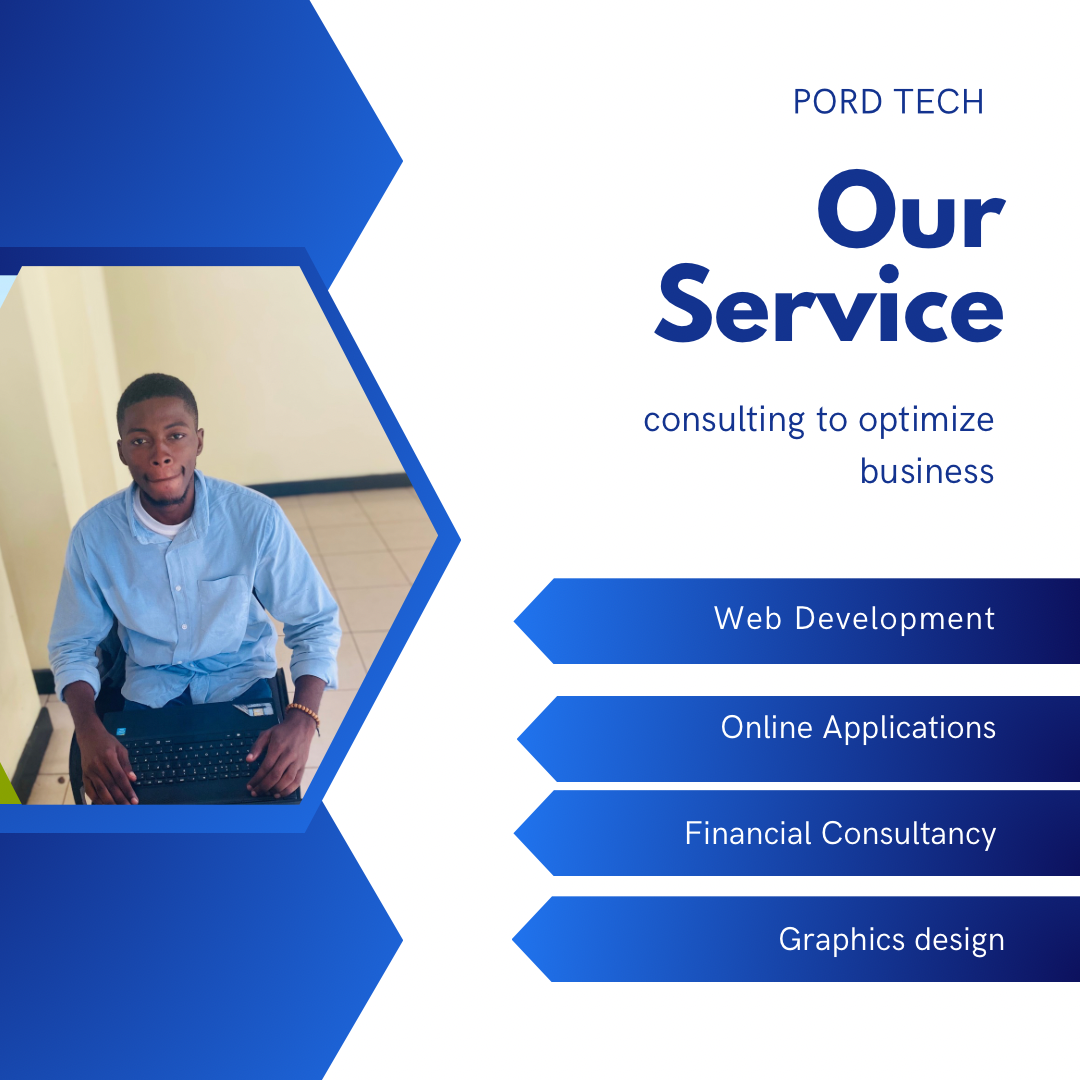 PORD TECH
Our
Service
consulting to optimize
business
Web Development
Online Applications
Financial Consultancy
Graphics design